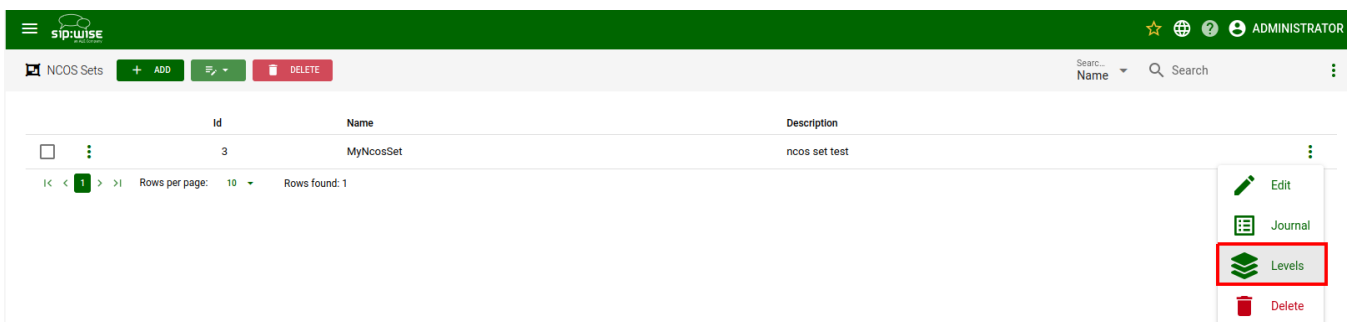 sip:wise
ADMINISTRATOR
NCOS Sets + ADD DELETE Searc... Name Search
Id Name Description
3 MyNcosSet ncos set test
1 Rows per page: 10 Rows found: 1
Edit
Journal
Levels
Delete